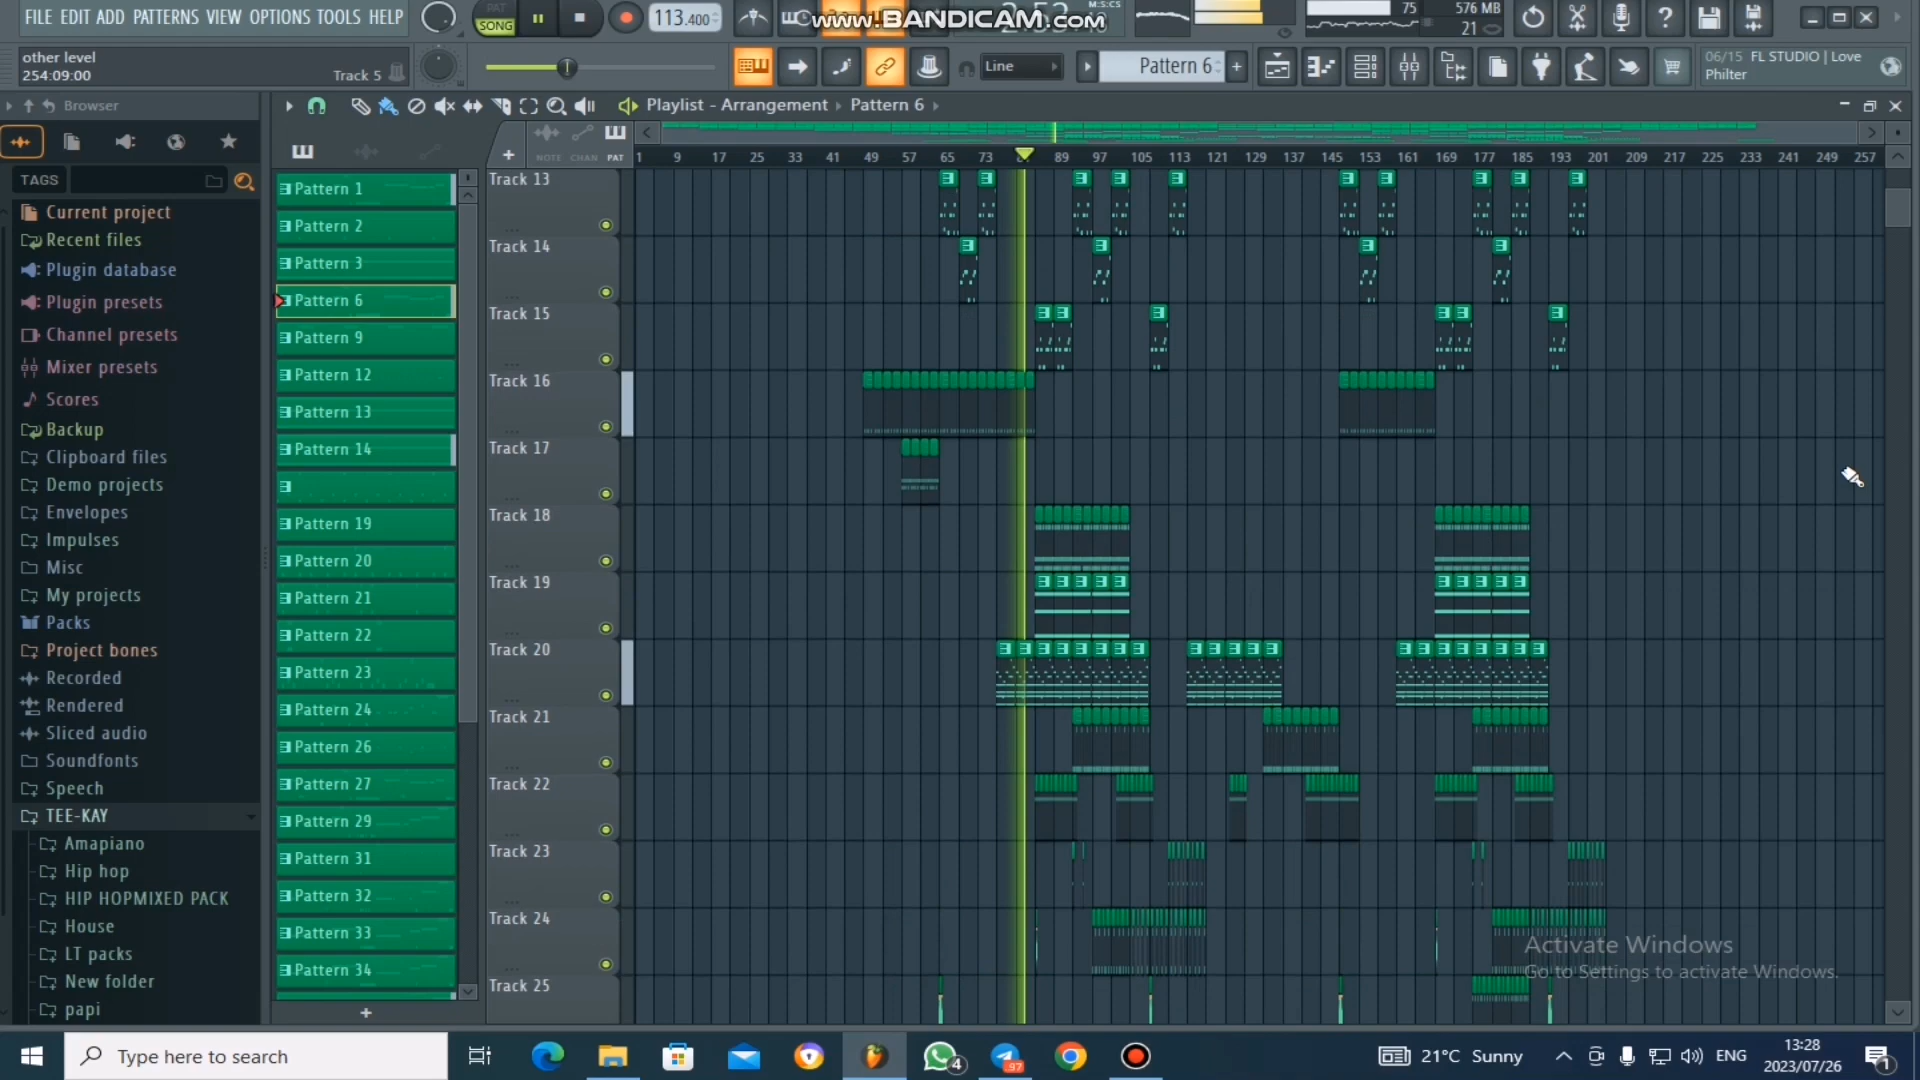 FILE EDIT ADD PATTERNS VIEW OPTIONS TOOLS HELP
PAT
SONG
113.400
www.BANDICAM.com
M:S:CS
75
576 MB
21
other level
254:09:00
Track 5
Line
Pattern 6
06/15 FL STUDIO | Love
Philter
Browser
Playlist - Arrangement
Pattern 6
NOTE CHAN PAT
1 9 17 25 33 41 49 57 65 73 89 97 105 113 121 129 137 145 153 161 169 177 185 193 201 209 217 225 233 241 249 257
TAGS
Current project
Recent files
Plugin database
Plugin presets
Channel presets
Mixer presets
Scores
Backup
Clipboard files
Demo projects
Envelopes
Impulses
Misc
My projects
Packs
Project bones
Recorded
Rendered
Sliced audio
Soundfonts
Speech
TEE-KAY
Amapiano
Hip hop
HIP HOPMIXED PACK
House
LT packs
New folder
papi
Pattern 1
Pattern 2
Pattern 3
Pattern 6
Pattern 9
Pattern 12
Pattern 13
Pattern 14
Pattern 19
Pattern 20
Pattern 21
Pattern 22
Pattern 23
Pattern 24
Pattern 26
Pattern 27
Pattern 29
Pattern 31
Pattern 32
Pattern 33
Pattern 34
Track 13
Track 14
Track 15
Track 16
Track 17
Track 18
Track 19
Track 20
Track 21
Track 22
Track 23
Track 24
Track 25
Activate Windows
Go to Settings to activate Windows.
Type here to search
4
97
21°C Sunny
ENG
13:28
2023/07/26
1